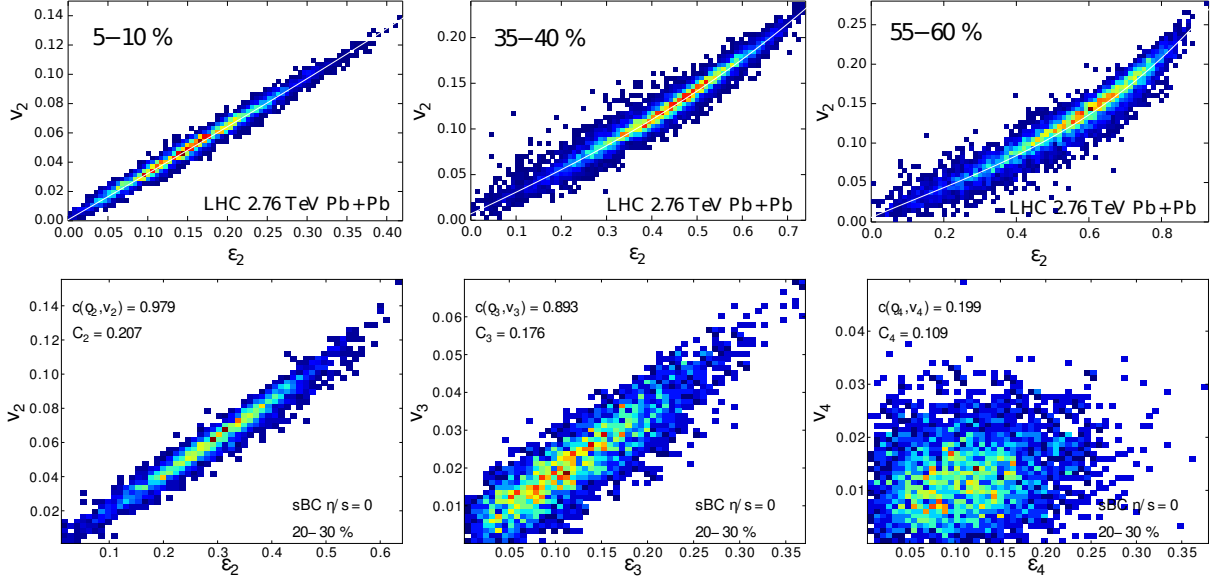 0.14
0.12
0.10
0.08
0.06
0.04
0.02
0.00
v2
5−10 %
LHC 2.76 TeV Pb+Pb
0.00 0.05 0.10 0.15 0.20 0.25 0.30 0.35 0.40
ε2
0.20
0.15
0.10
0.05
0.00
v2
35−40 %
LHC 2.76 TeV Pb+Pb
0.0 0.1 0.2 0.3 0.4 0.5 0.6 0.7
ε2
0.25
0.20
0.15
0.10
0.05
0.00
v2
55−60 %
LHC 2.76 TeV Pb+Pb
0.0 0.2 0.4 0.6 0.8
ε2
0.14
0.12
0.10
0.08
0.06
0.04
0.02
v2
c(ϱ2,v2) = 0.979
C2 = 0.207
sBC η/s = 0
20−30 %
0.1 0.2 0.3 0.4 0.5 0.6
ε2
0.06
0.05
0.04
0.03
0.02
0.01
v3
c(ϱ3,v3) = 0.893
C3 = 0.176
sBC η/s = 0
20−30 %
0.05 0.10 0.15 0.20 0.25 0.30 0.35
ε3
0.04
0.03
0.02
0.01
v4
c(ϱ4,v4) = 0.199
C4 = 0.109
sBC η/s = 0
20−30 %
0.05 0.10 0.15 0.20 0.25 0.30 0.35
ε4